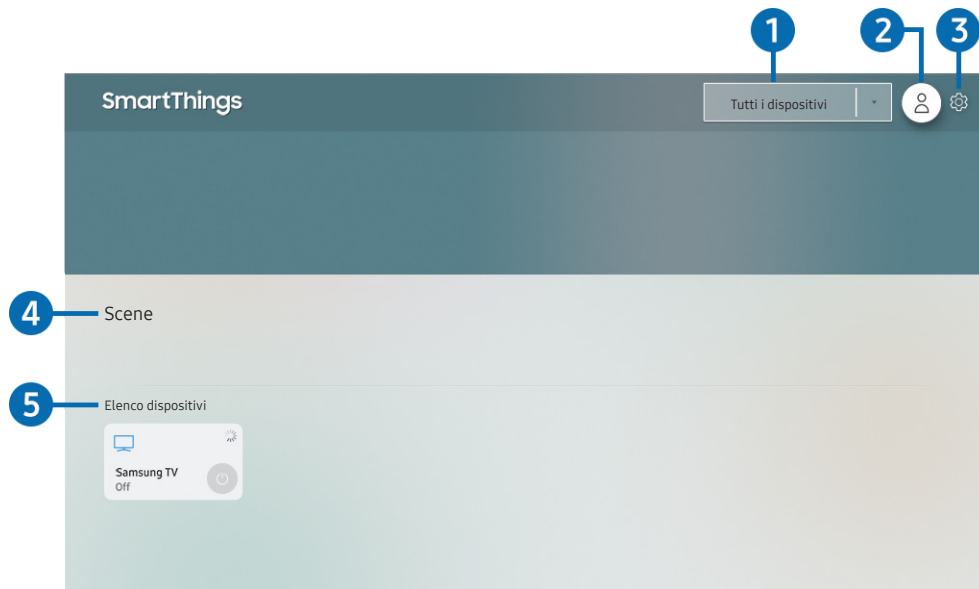 1 2 3
SmartThings
Tutti i dispositivi
4 Scene
5 Elenco dispositivi
Samsung TV
Off